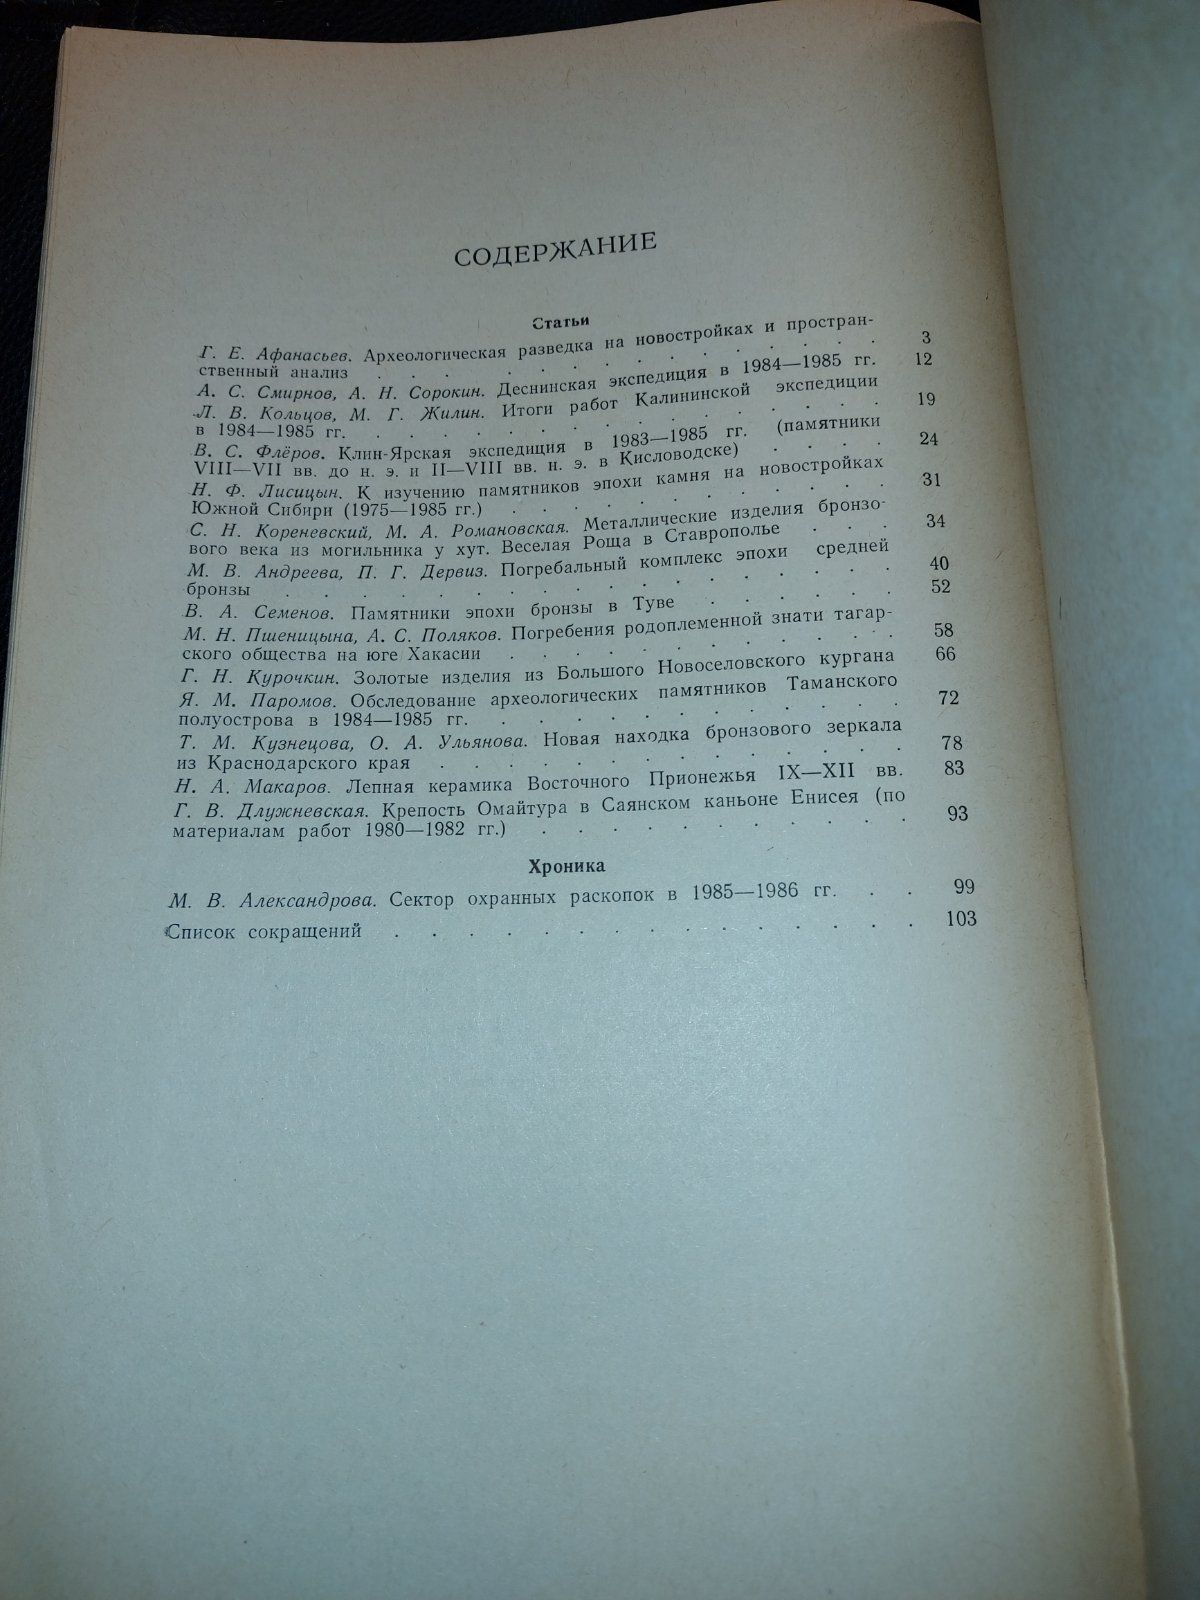 СОДЕРЖАНИЕ
Статьи
Г. Е. Афанасьев. Археологическая разведка на новостройках и простран-
ственный анализ . . . . . . . . . . . . 3
А. С. Смирнов, А. Н. Сорокин. Деснинская экспедиция в 1984—1985 гг. 12
Л. В. Кольцов, М. Г. Жилин. Итоги работ Калининской экспедиции
в 1984—1985 гг. . . . . . . . . . . . . 19
В. С. Флёров. Клин-Ярская экспедиция в 1983—1985 гг. (памятники
VIII—VII вв. до н. э. и II—VIII вв. н. э. в Кисловодске) . . . . 24
Н. Ф. Лисицын. К изучению памятников эпохи камня на новостройках
Южной Сибири (1975—1985 гг.) . . . . . . . . . 31
С. Н. Кореневский, М. А. Романовская. Металлические изделия бронзо-
вого века из могильника у хут. Веселая Роща в Ставрополье . . . 34
М. В. Андреева, П. Г. Дервиз. Погребальный комплекс эпохи средней
бронзы . . . . . . . . . . . . . . 40
В. А. Семенов. Памятники эпохи бронзы в Туве . . . . . . 52
М. Н. Пшеницына, А. С. Поляков. Погребения родоплеменной знати тагар-
ского общества на юге Хакасии . . . . . . . . . 58
Г. Н. Курочкин. Золотые изделия из Большого Новоселовского кургана 66
Я. М. Паромов. Обследование археологических памятников Таманского
полуострова в 1984—1985 гг. . . . . . . . . . . 72
Т. М. Кузнецова, О. А. Ульянова. Новая находка бронзового зеркала
из Краснодарского края . . . . . . . . . . . 78
Н. А. Макаров. Лепная керамика Восточного Прионежья IX—XII вв. 83
Г. В. Длужневская. Крепость Омайтура в Саянском каньоне Енисея (по
материалам работ 1980—1982 гг.) . . . . . . . . . 93
Хроника
М. В. Александрова. Сектор охранных раскопок в 1985—1986 гг. . . 99
Список сокращений . . . . . . . . . . . . . . 103